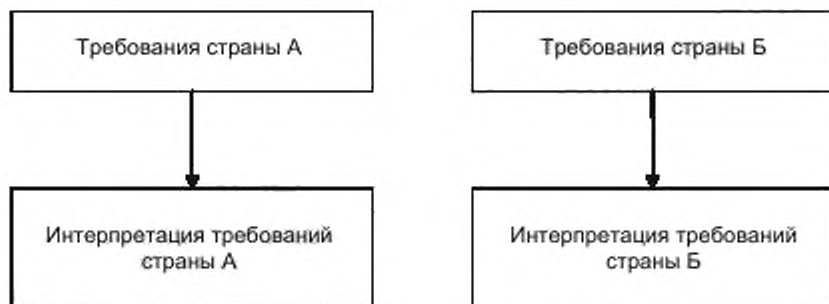 Требования страны А
Требования страны Б
Интерпретация требований
страны А
Интерпретация требований
страны Б